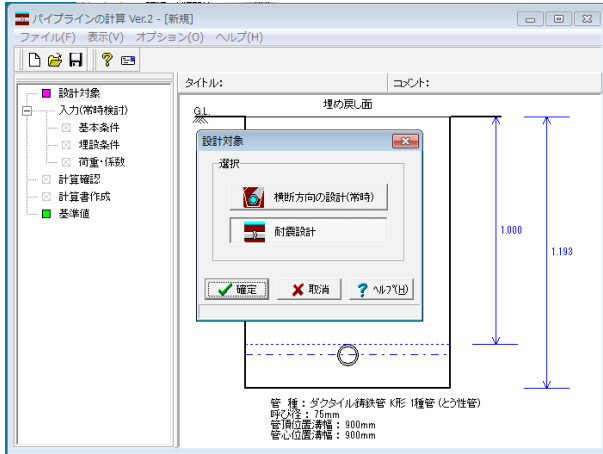 パイプラインの計算 Ver.2 - [新規]
ファイル(F) 表示(V) オプション(O) ヘルプ(H)
設計対象
入力(常時検討)
基本条件
埋設条件
荷重・係数
計算確認
計算書作成
基準値
タイトル: コメント:
埋め戻し面
G.L.
設計対象
選択
横断方向の設計(常時)
耐震設計
確定 取消 ヘルプ(H)
1.000
1.193
管 種 : ダクタイル鋳鉄管 K形 1種管 (とう性管)
呼び径 : 75mm
管頂位置溝幅 : 900mm
管心位置溝幅 : 900mm